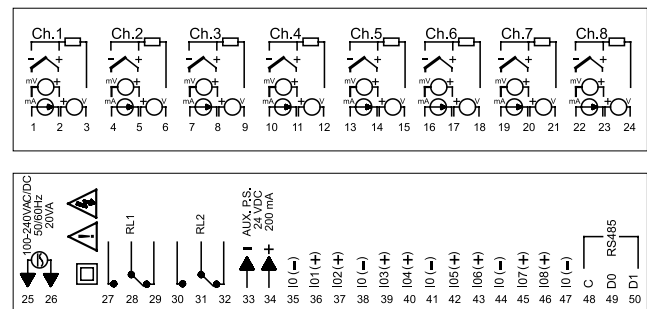 Ch.1 Ch.2 Ch.3 Ch.4 Ch.5 Ch.6 Ch.7 Ch.8
- + - + - + - + - + - + - + - +
mV + mV + mV + mV + mV + mV + mV + mV +
mA + V mA + V mA + V mA + V mA + V mA + V mA + V mA + V
1 2 3 4 5 6 7 8 9 10 11 12 13 14 15 16 17 18 19 20 21 22 23 24
100-240VAC/DC
50/60Hz
20VA
RL1
RL2
AUX. P.S.
24 VDC
200 mA
- +
I0 (-)
I01 (+)
I02 (+)
I0 (-)
I03 (+)
I04 (+)
I0 (-)
I05 (+)
I06 (+)
I0 (-)
I07 (+)
I08 (+)
I0 (-)
RS485
C
D0
D1
25 26 27 28 29 30 31 32 33 34 35 36 37 38 39 40 41 42 43 44 45 46 47 48 49 50